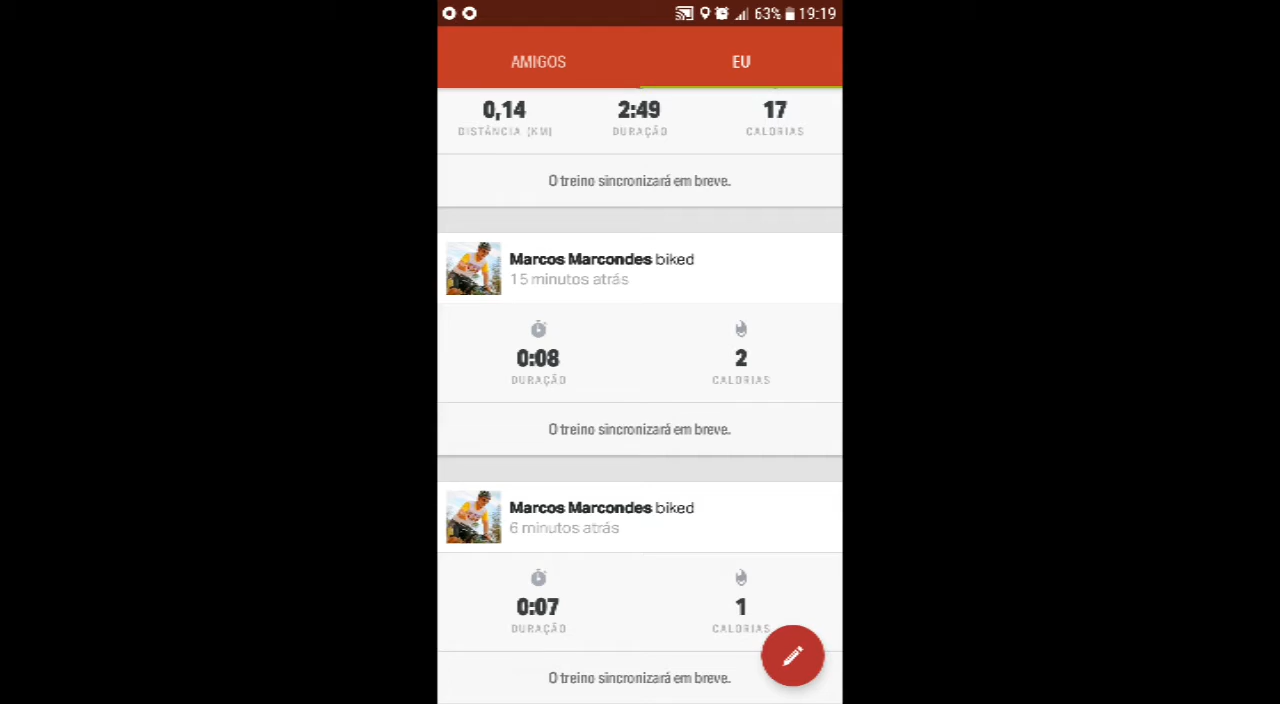 63% 19:19
AMIGOS EU
0,14 2:49 17
DISTÂNCIA (KM) DURAÇÃO CALORIAS
O treino sincronizará em breve.
Marcos Marcondes biked
15 minutos atrás
0:08 2
DURAÇÃO CALORIAS
O treino sincronizará em breve.
Marcos Marcondes biked
6 minutos atrás
0:07 1
DURAÇÃO CALORIAS
O treino sincronizará em breve.